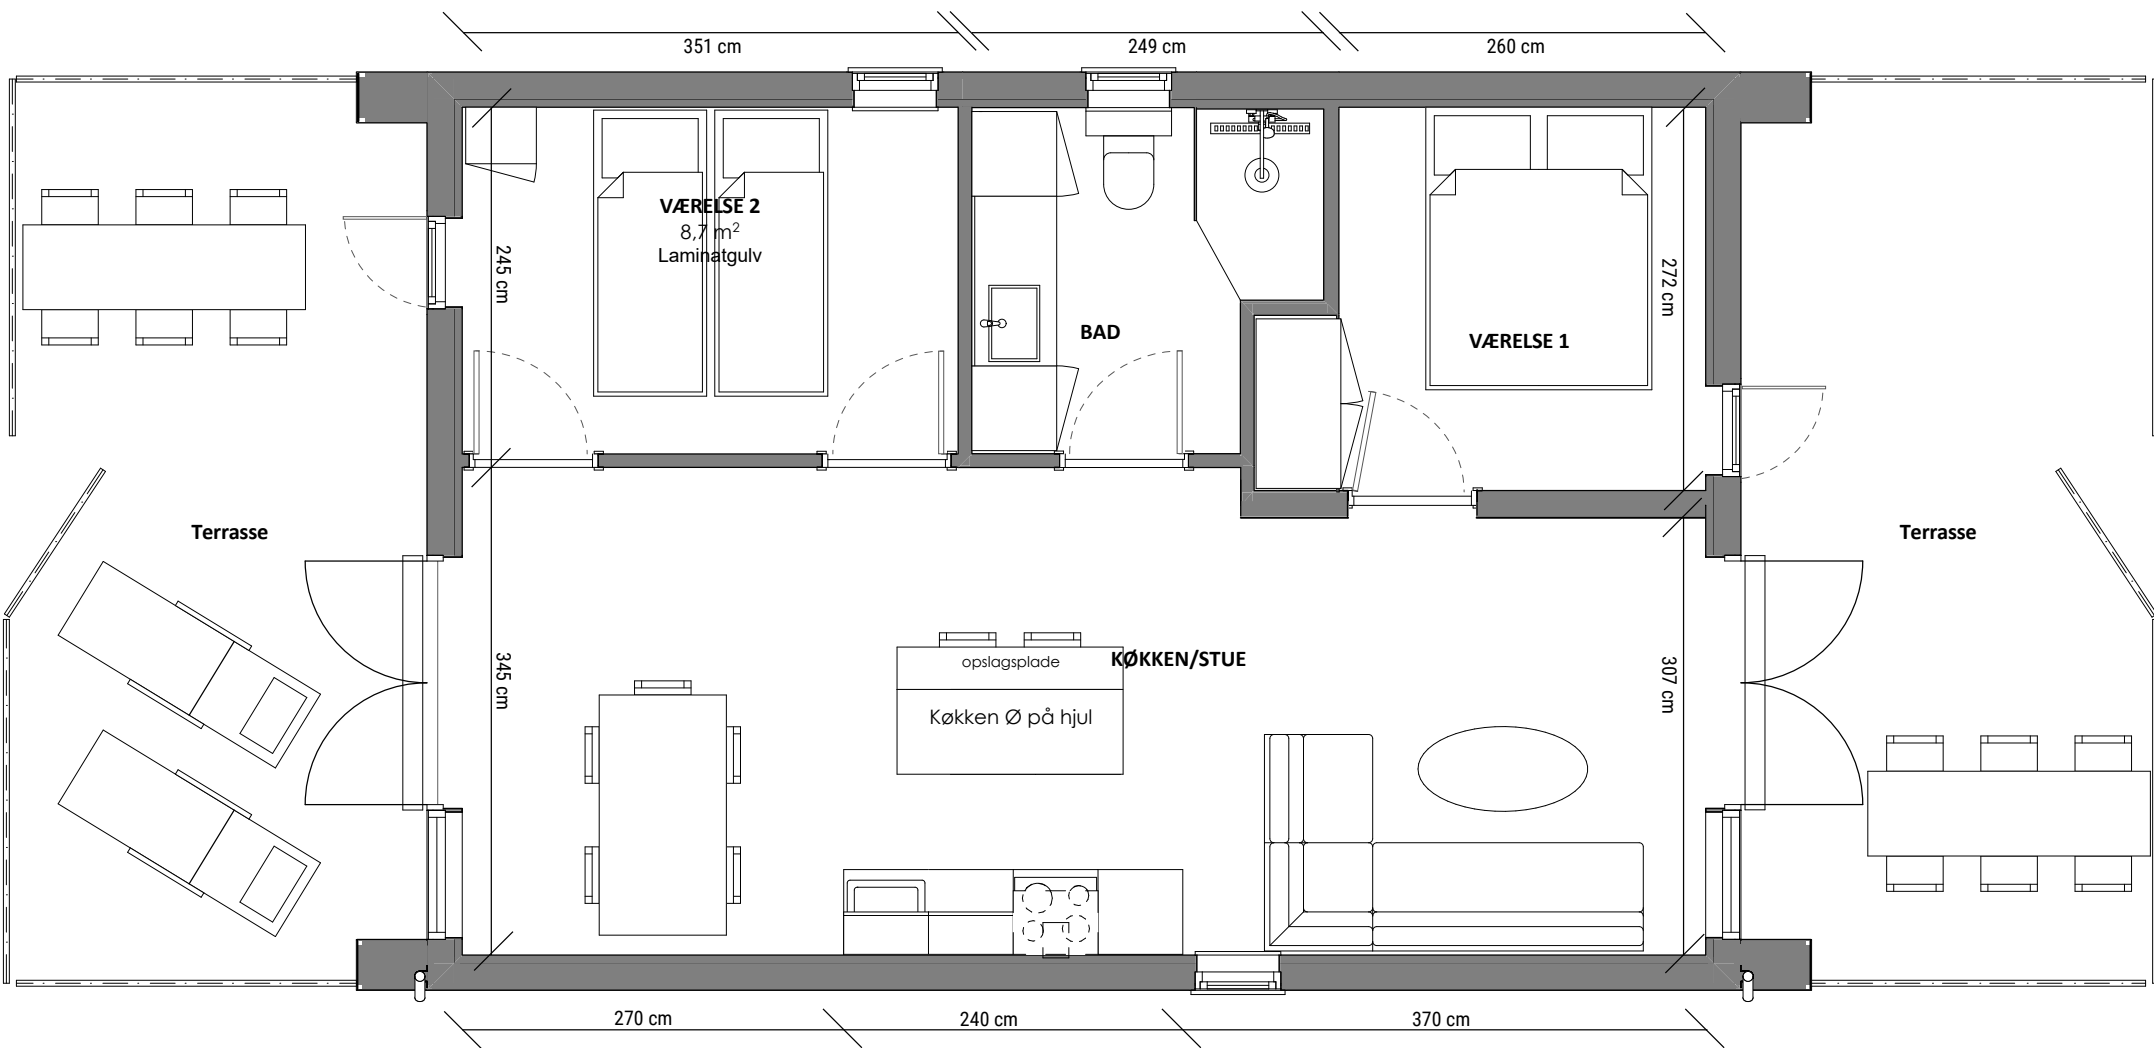 351 cm
249 cm
260 cm
VÆRELSE 2
8,7 m²
Laminatgulv
245 cm
272 cm
BAD
VÆRELSE 1
Terrasse
Terrasse
345 cm
opslagsplade
KØKKEN/STUE
307 cm
Køkken Ø på hjul
270 cm
240 cm
370 cm